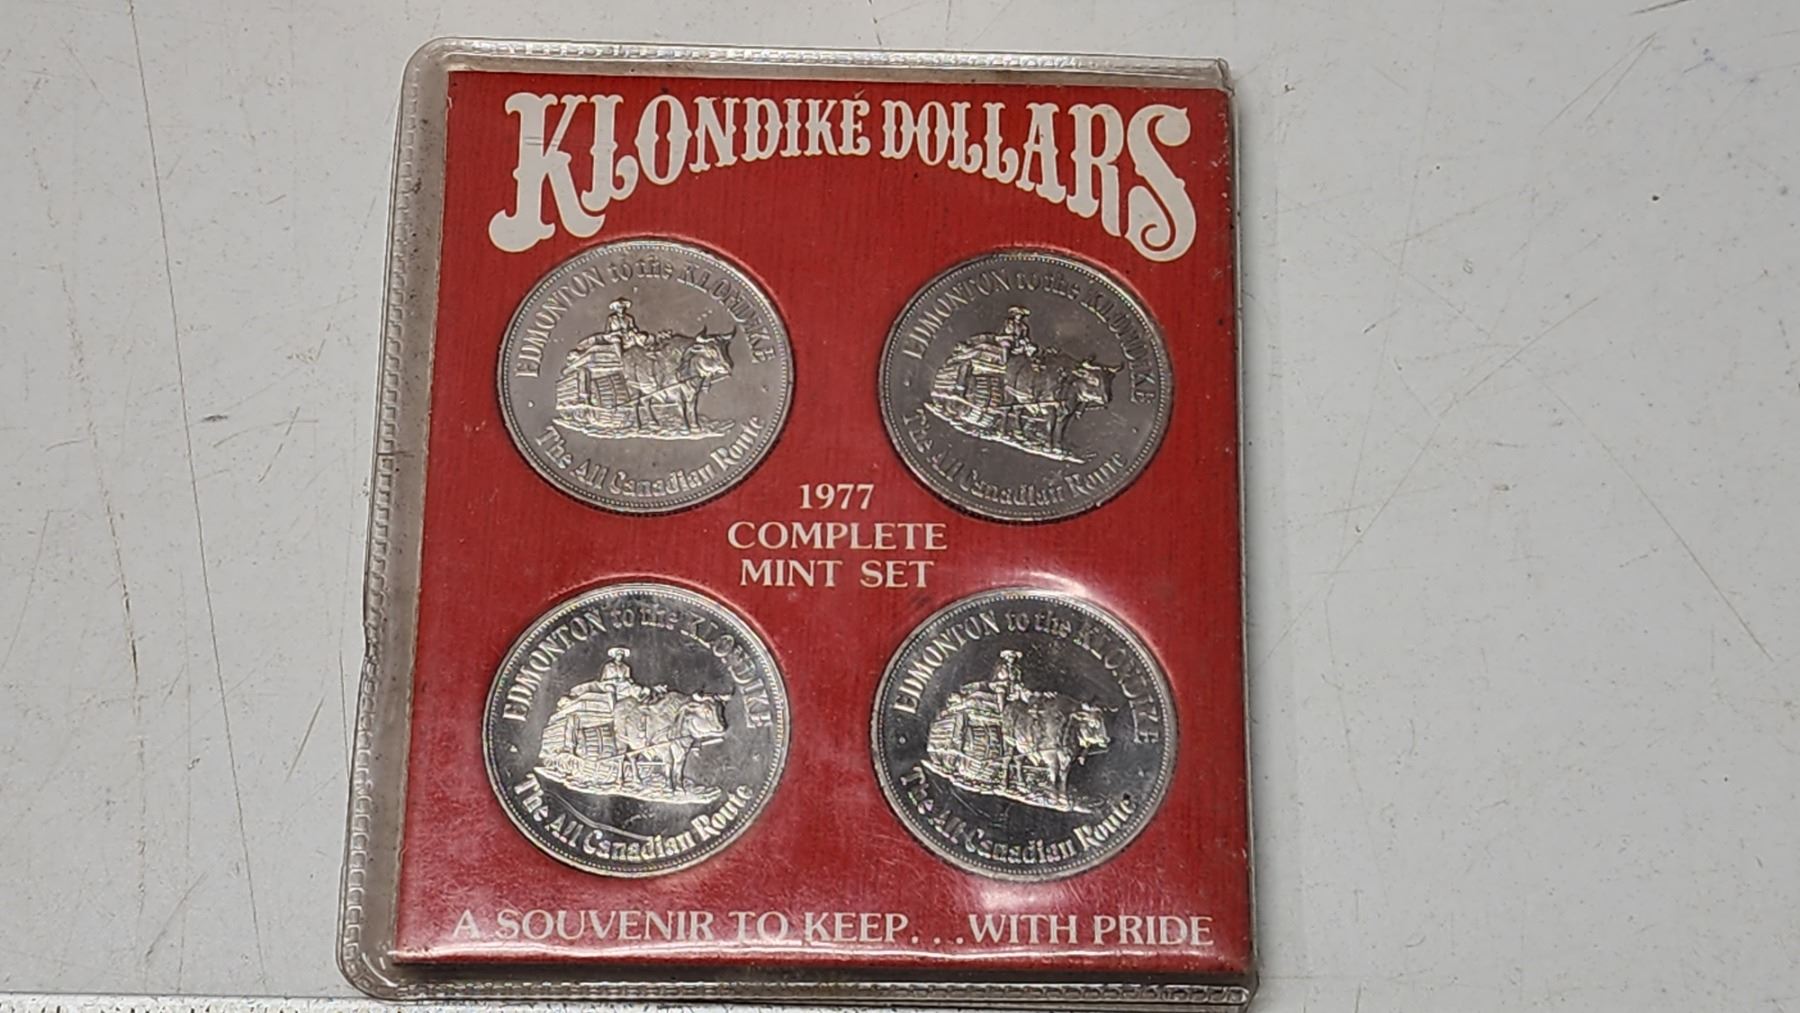 KLONDIKE DOLLARS
EDMONTON to the KLONDIKE
The All Canadian Route
EDMONTON to the KLONDIKE
The All Canadian Route
1977
COMPLETE
MINT SET
EDMONTON to the KLONDIKE
The All Canadian Route
EDMONTON to the KLONDIKE
The All Canadian Route
A SOUVENIR TO KEEP...WITH PRIDE